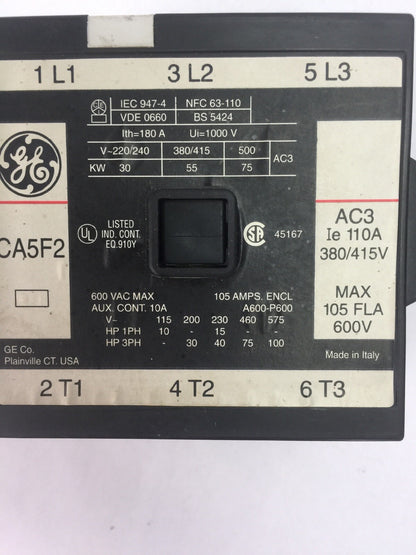 1 L1 3 L2 5 L3
IEC 947-4 NFC 63-110
VDE 0660 BS 5424
Ith=180 A Ui=1000 V
V~220/240 380/415 500 AC3
KW 30 55 75
GE
CA5F2
UL LISTED
IND. CONT.
EQ.910Y
SA 45167
AC3
Ie 110A
380/415V
MAX
105 FLA
600V
600 VAC MAX 105 AMPS. ENCL
AUX. CONT. 10A A600-P600
V~ 115 200 230 460 575
HP 1PH 10 - 15 - -
HP 3PH - 30 40 75 100
GE Co.
Plainville CT. USA
Made in Italy
2 T1 4 T2 6 T3